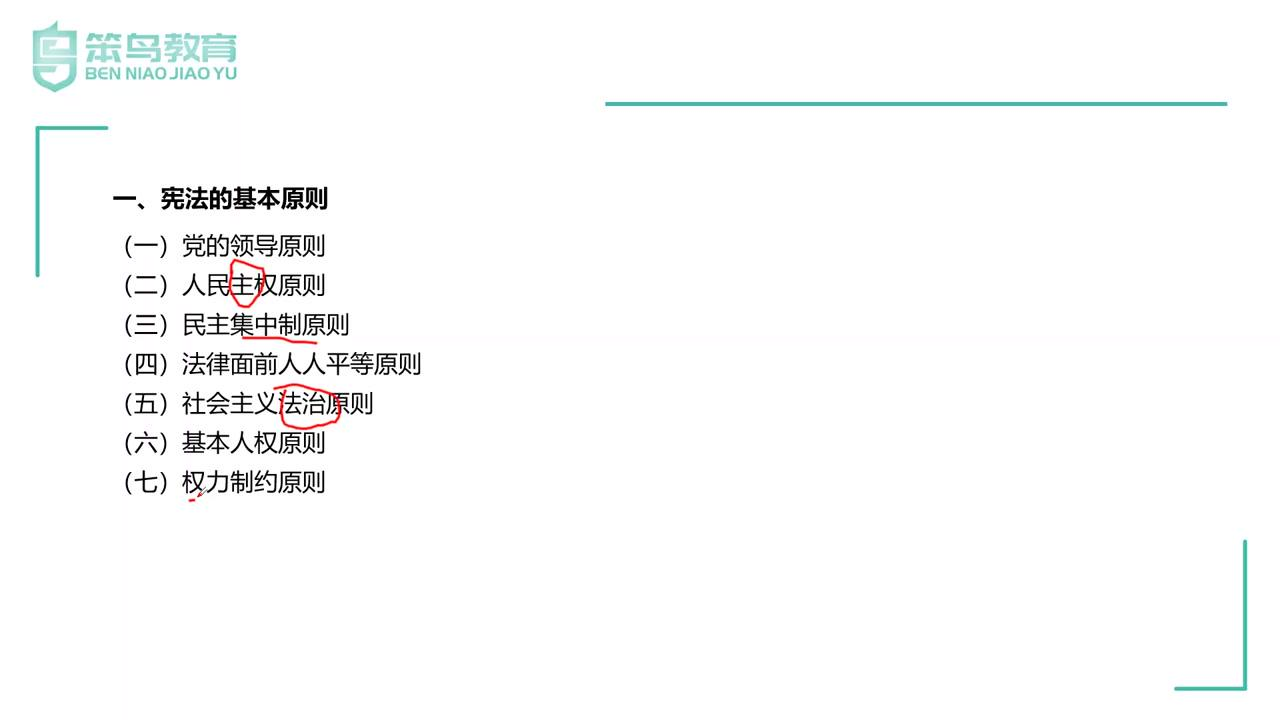 笨鸟教育
BEN NIAO JIAO YU
一、宪法的基本原则
（一）党的领导原则
（二）人民主权原则
（三）民主集中制原则
（四）法律面前人人平等原则
（五）社会主义法治原则
（六）基本人权原则
（七）权力制约原则